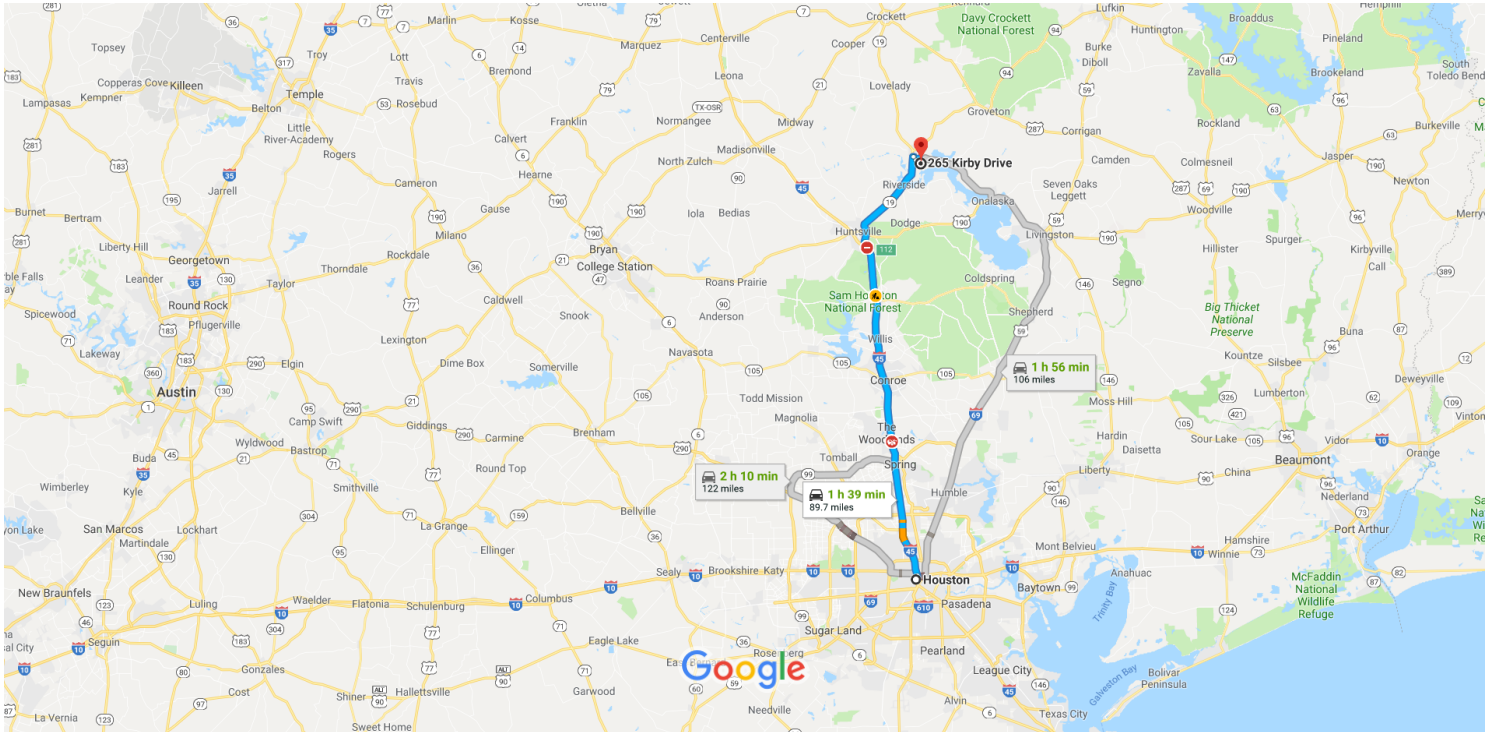 Crockett
Davy Crockett
National Forest
Lufkin
Huntington
Broaddus
Pineland
Hemphill
Topsey
Copperas Cove
Killeen
Kempner
Lampasas
Troy
Lott
Travis
Temple
Belton
Rosebud
Little
River-Academy
Rogers
Marlin
Kosse
Bremond
Marquez
Centerville
Leona
Cooper
Lovelady
Burke
Diboll
Zavalla
Brookeland
South
Toledo Bend
Franklin
Normangee
TX-OSR
Midway
Groveton
Corrigan
Rockland
Burkeville
Calvert
Hearne
North Zulch
Madisonville
265 Kirby Drive
Camden
Colmesneil
Jasper
Newton
Jarrell
Cameron
Gause
Riverside
Seven Oaks
Leggett
Onalaska
Woodville
Burnet
Bertram
Milano
Iola
Bedias
Huntsville
Dodge
Livingston
Hillister
Spurger
Kirbyville
Call
Liberty Hill
Georgetown
Leander
Rockdale
Thorndale
Taylor
Bryan
College Station
Roans Prairie
112
Coldspring
Segno
Sam Houston
National Forest
Round Rock
Pflugerville
Spicewood
Lakeway
Caldwell
Snook
Anderson
Shepherd
Big Thicket
National
Preserve
Buna
Lexington
Elgin
Dime Box
Somerville
Navasota
Willis
Conroe
Kountze
Silsbee
1 h 56 min
106 miles
Deweyville
Austin
Todd Mission
Magnolia
Moss Hill
Lumberton
Vinton
Camp Swift
Giddings
Carmine
Brenham
The
Woodlands
Hardin
Daisetta
Sour Lake
Vidor
Orange
Wyldwood
Bastrop
Buda
Kyle
Round Top
Tomball
Spring
Liberty
China
Beaumont
2 h 10 min
122 miles
1 h 39 min
89.7 miles
Humble
Nederland
Port Arthur
Wimberley
Smithville
La Grange
Bellville
San Marcos
Martindale
Lockhart
Ellinger
Mont Belvieu
Hamshire
Winnie
Sealy
Brookshire
Katy
Houston
Baytown
Anahuac
Trinity Bay
McFaddin
National
Wildlife
Refuge
New Braunfels
Luling
Waelder
Flatonia
Schulenburg
Columbus
Pasadena
Seguin
Eagle Lake
Sugar Land
Rosenberg
Pearland
League City
Galveston Bay
Bolivar
Peninsula
Google
Gonzales
Cost
Shiner
Hallettsville
Garwood
Needville
Alvin
Texas City
La Vernia
Sweet Home